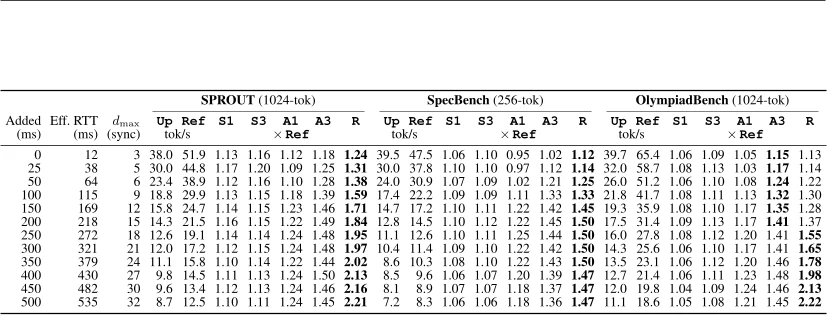 SPROUT (1024-tok) SpecBench (256-tok) OlympiadBench (1024-tok)
Added Eff. RTT dmax Up Ref S1 S3 A1 A3 R Up Ref S1 S3 A1 A3 R Up Ref S1 S3 A1 A3 R
(ms) (ms) (sync) tok/s × Ref tok/s × Ref tok/s × Ref
0 12 3 38.0 51.9 1.13 1.16 1.12 1.18 1.24 39.5 47.5 1.06 1.10 0.95 1.02 1.12 39.7 65.4 1.06 1.09 1.05 1.15 1.13
25 38 5 30.0 44.8 1.17 1.20 1.09 1.25 1.31 30.0 37.8 1.10 1.10 0.97 1.12 1.14 32.0 58.7 1.08 1.13 1.03 1.17 1.14
50 64 6 23.4 38.9 1.12 1.16 1.10 1.28 1.38 24.0 30.9 1.07 1.09 1.02 1.21 1.25 26.0 51.2 1.06 1.10 1.08 1.24 1.22
100 115 9 18.8 29.9 1.13 1.15 1.18 1.39 1.59 17.4 22.2 1.09 1.09 1.11 1.33 1.33 21.8 41.7 1.08 1.11 1.13 1.32 1.30
150 169 12 15.8 24.7 1.14 1.15 1.23 1.46 1.71 14.7 17.2 1.10 1.11 1.22 1.42 1.45 19.3 35.9 1.08 1.10 1.17 1.35 1.28
200 218 15 14.3 21.5 1.16 1.15 1.22 1.49 1.84 12.8 14.5 1.10 1.12 1.22 1.45 1.50 17.5 31.4 1.09 1.13 1.17 1.41 1.37
250 272 18 12.6 19.1 1.14 1.14 1.24 1.48 1.95 11.1 12.6 1.10 1.11 1.25 1.44 1.50 16.0 27.8 1.08 1.12 1.20 1.41 1.55
300 321 21 12.0 17.2 1.12 1.15 1.24 1.48 1.97 10.4 11.4 1.09 1.10 1.22 1.42 1.50 14.3 25.6 1.06 1.10 1.17 1.41 1.65
350 379 24 11.1 15.8 1.10 1.14 1.22 1.44 2.02 8.6 10.3 1.08 1.10 1.22 1.43 1.50 13.5 23.1 1.06 1.12 1.20 1.46 1.78
400 430 27 9.8 14.5 1.11 1.13 1.24 1.50 2.13 8.5 9.6 1.06 1.07 1.20 1.39 1.47 12.7 21.4 1.06 1.11 1.23 1.48 1.98
450 482 30 9.6 13.4 1.12 1.13 1.24 1.46 2.16 8.1 8.9 1.07 1.07 1.18 1.37 1.47 12.0 19.8 1.04 1.09 1.24 1.46 2.13
500 535 32 8.7 12.5 1.10 1.11 1.24 1.45 2.21 7.2 8.3 1.06 1.06 1.18 1.36 1.47 11.1 18.6 1.05 1.08 1.21 1.45 2.22